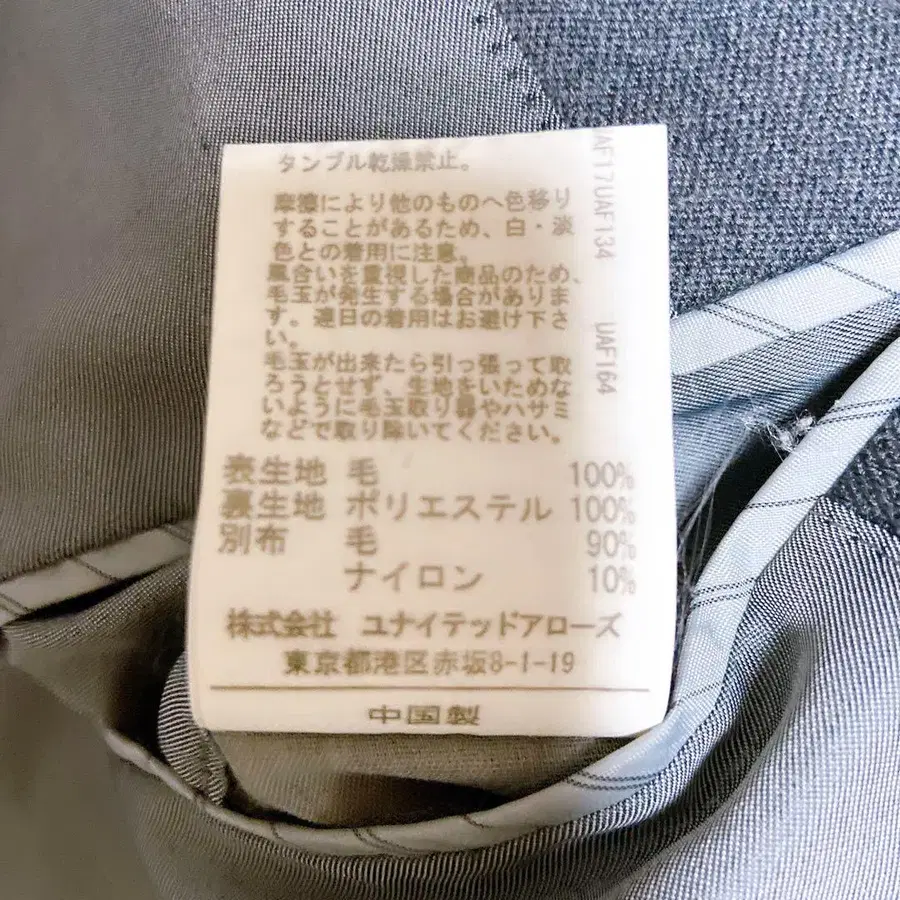 タンブル乾燥禁止。
摩擦により他のものへ色移り
することがあるため、白・淡
色との着用に注意。
風合いを重視した商品のため、
毛玉が発生する場合がありま
す。連日の着用はお避け下さ
い。
毛玉が出来たら引っ張って取
ろうとせず、生地をいためな
いように毛玉取り器やハサミ
などで取り除いてください。
表生地 毛 100%
裏生地 ポリエステル 100%
別布 毛 90%
ナイロン 10%
株式会社 ユナイテッドアローズ
東京都港区赤坂8-1-19
中国製
AF17UAF134 UAF164